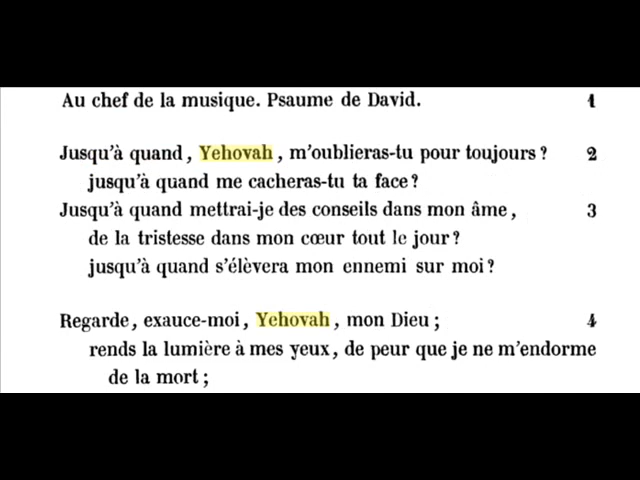 Au chef de la musique. Psaume de David. 1
Jusqu'à quand, Yehovah, m'oublieras-tu pour toujours? 2
jusqu'à quand me cacheras-tu ta face?
Jusqu'à quand mettrai-je des conseils dans mon âme, 3
de la tristesse dans mon cœur tout le jour?
jusqu'à quand s'élèvera mon ennemi sur moi?
Regarde, exauce-moi, Yehovah, mon Dieu; 4
rends la lumière à mes yeux, de peur que je ne m'endorme
de la mort;